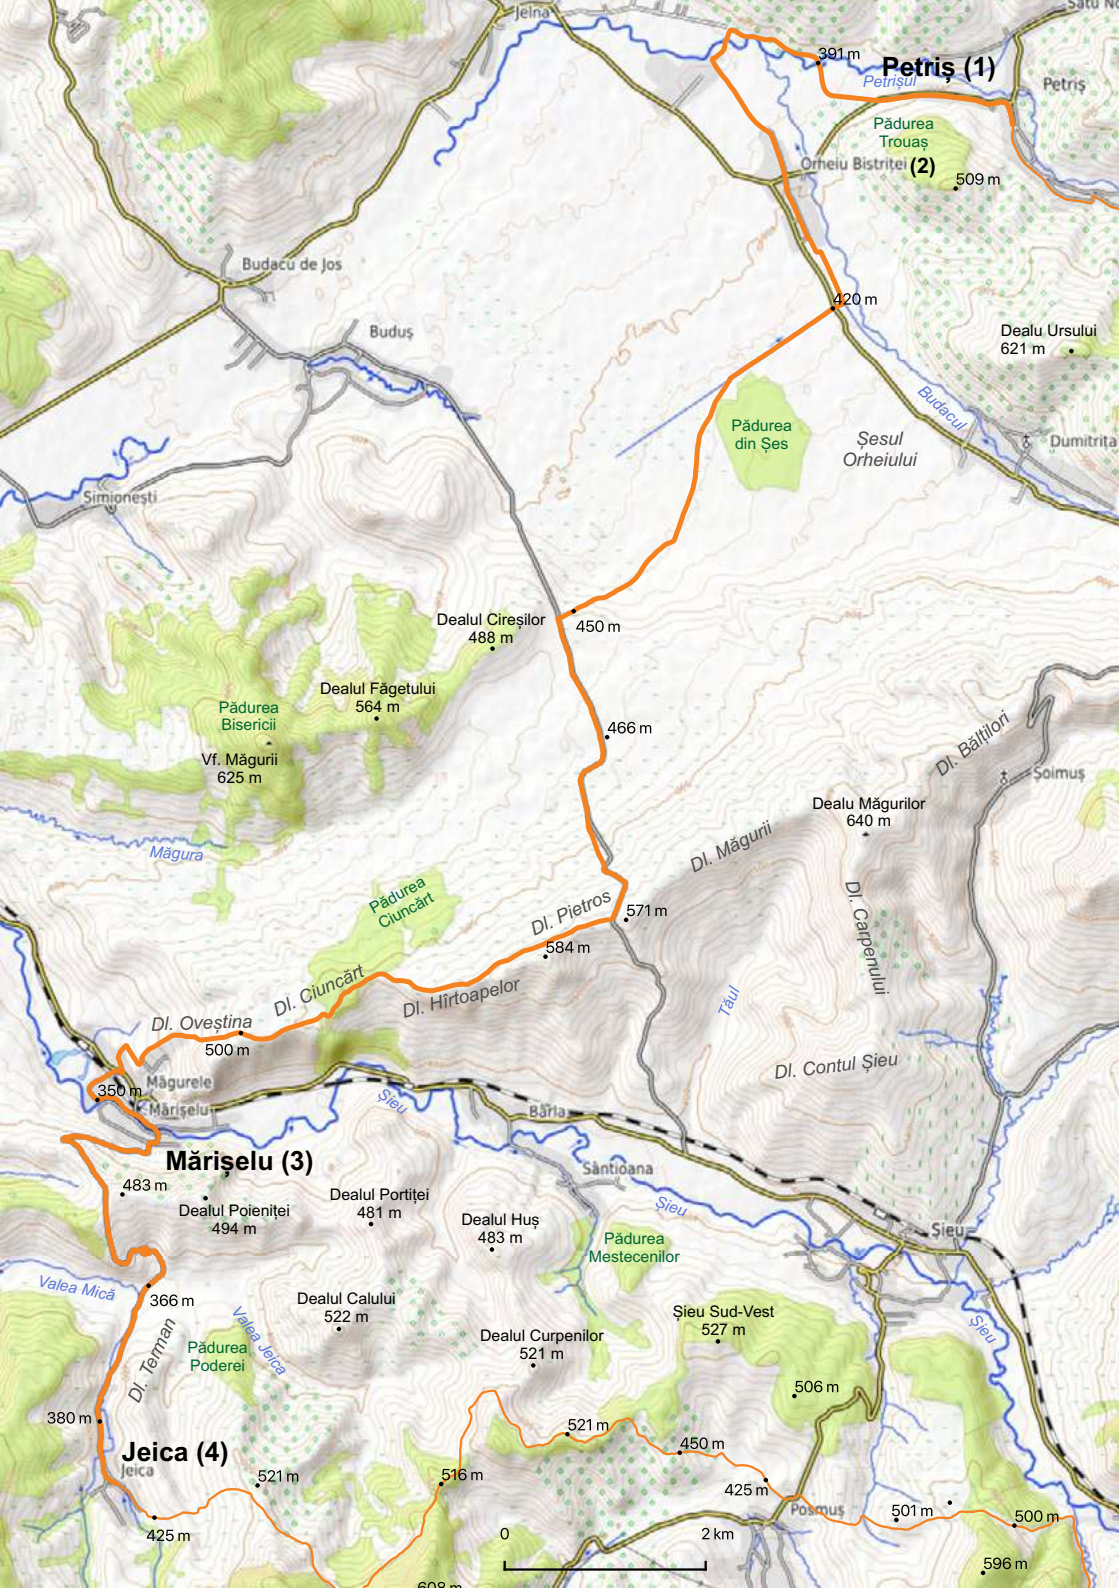 Jelna
Satu No
391 m
Petriș (1)
Petrișul
Petriș
Pădurea
Trouaș
Orheiu Bistriței (2)
509 m
Budacu de Jos
420 m
Buduș
Dealu Ursului
621 m
Budacul
Pădurea
din Șes
Șesul
Orheiului
Dumitrița
Simionești
Dealul Cireșilor
488 m
450 m
Dealul Făgetului
564 m
Pădurea
Bisericii
466 m
Dl. Bălțilori
Vf. Măgurii
625 m
Șoimuș
Dealu Măgurilor
640 m
Măgura
Dl. Măgurii
Pădurea
Ciuncărt
Dl. Pietros
571 m
Dl. Carpenului
584 m
Dl. Ciuncărt
Dl. Hîrtoapelor
Tăul
Dl. Oveștina
500 m
Dl. Contul Șieu
Măgurele
350 m
Mărișelu
Șieu
Bârla
Mărișelu (3)
Sântioana
483 m
Dealul Poieniței
494 m
Dealul Portiței
481 m
Dealul Huș
483 m
Șieu
Pădurea
Mestecenilor
Șieu
Valea Mică
366 m
Dealul Calului
522 m
Valea Jeica
Șieu Sud-Vest
527 m
Șieu
Dl. Terman
Pădurea
Poderei
Dealul Curpenilor
521 m
506 m
380 m
521 m
Jeica (4)
450 m
Jeica
521 m
516 m
425 m
Posmuș
501 m
500 m
425 m
0
2 km
596 m
608 m